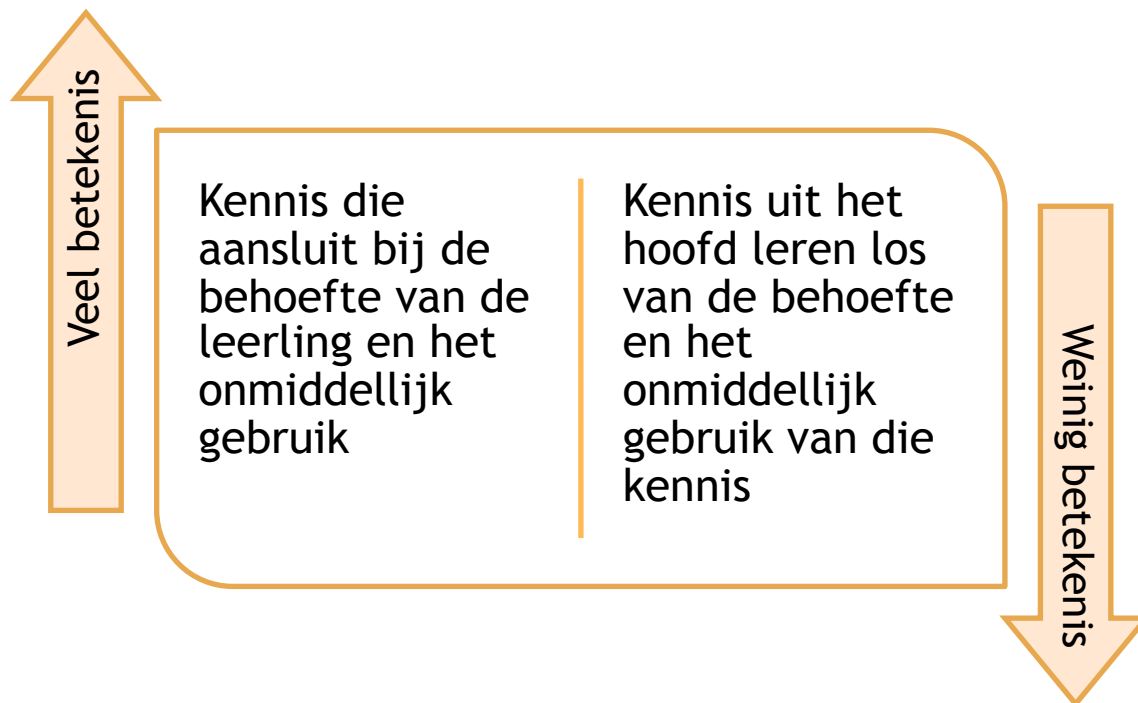 Veel betekenis
Kennis die
aansluit bij de
behoefte van de
leerling en het
onmiddellijk
gebruik
Kennis uit het
hoofd leren los
van de behoefte
en het
onmiddellijk
gebruik van die
kennis
Weinig betekenis